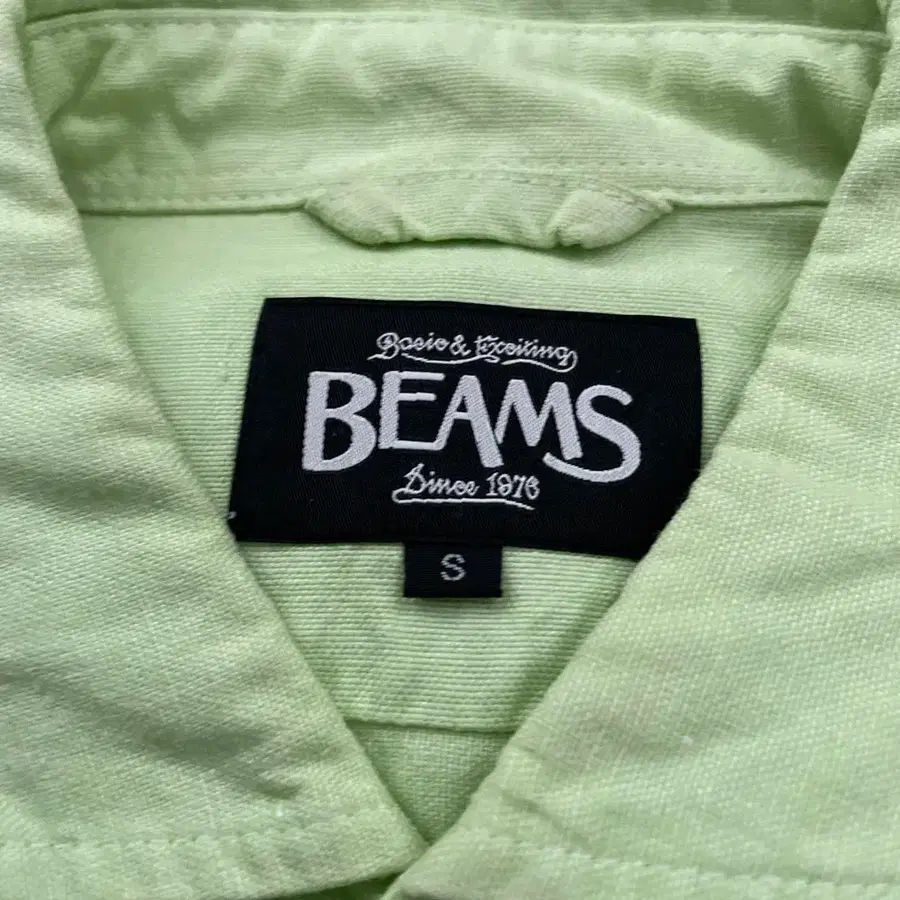 Basic & Exciting
BEAMS
Since 1976
S